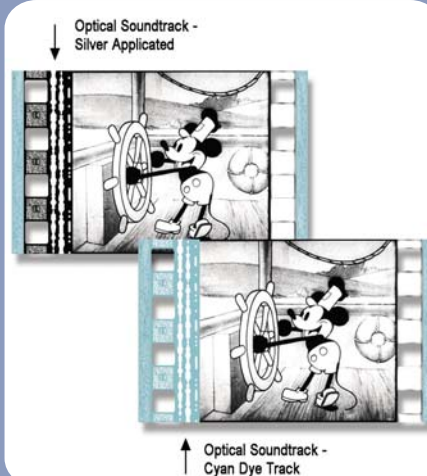 Optical Soundtrack -
Silver Applicated
Optical Soundtrack -
Cyan Dye Track